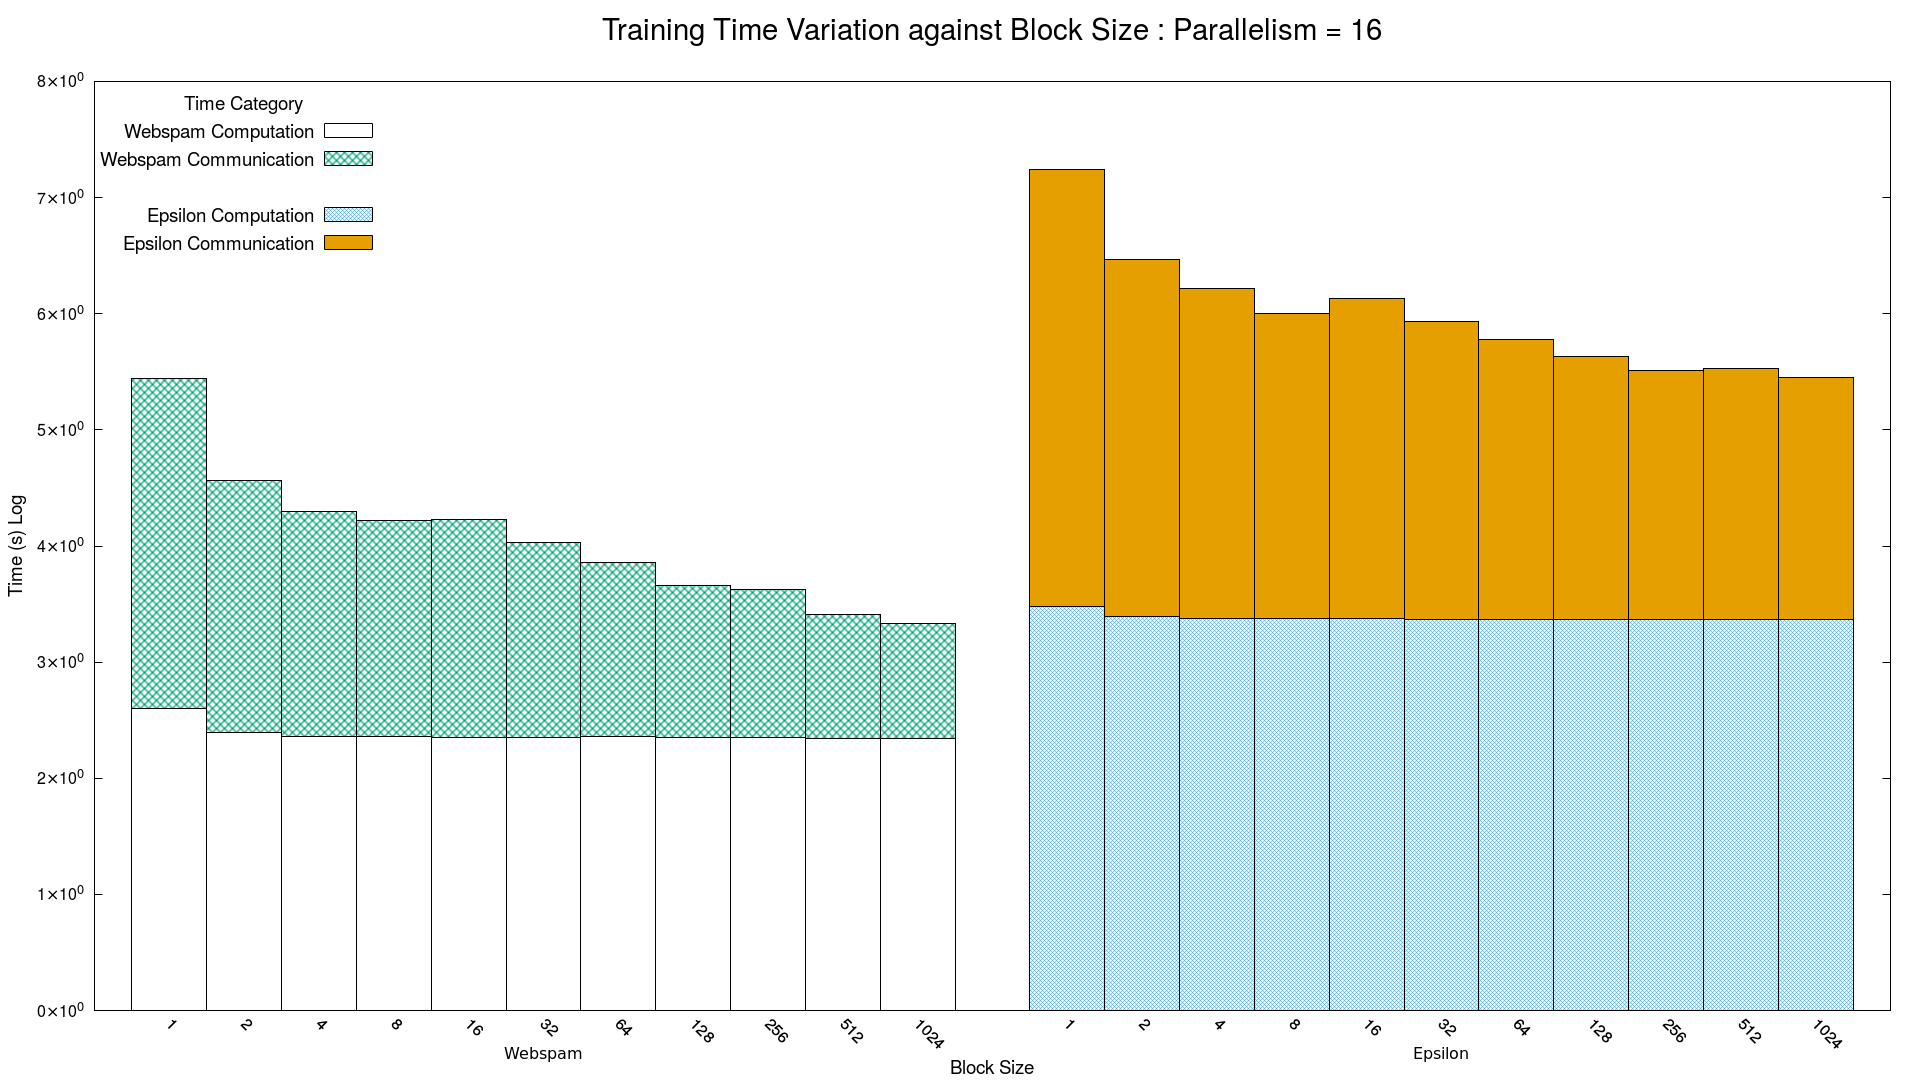 Training Time Variation against Block Size : Parallelism = 16
8×10⁰
7×10⁰
6×10⁰
5×10⁰
4×10⁰
3×10⁰
2×10⁰
1×10⁰
0×10⁰
Time (s) Log
Time Category
Webspam Computation
Webspam Communication
Epsilon Computation
Epsilon Communication
1 2 4 8 16 32 64 128 256 512 1024 1 2 4 8 16 32 64 128 256 512 1024
Webspam Epsilon
Block Size